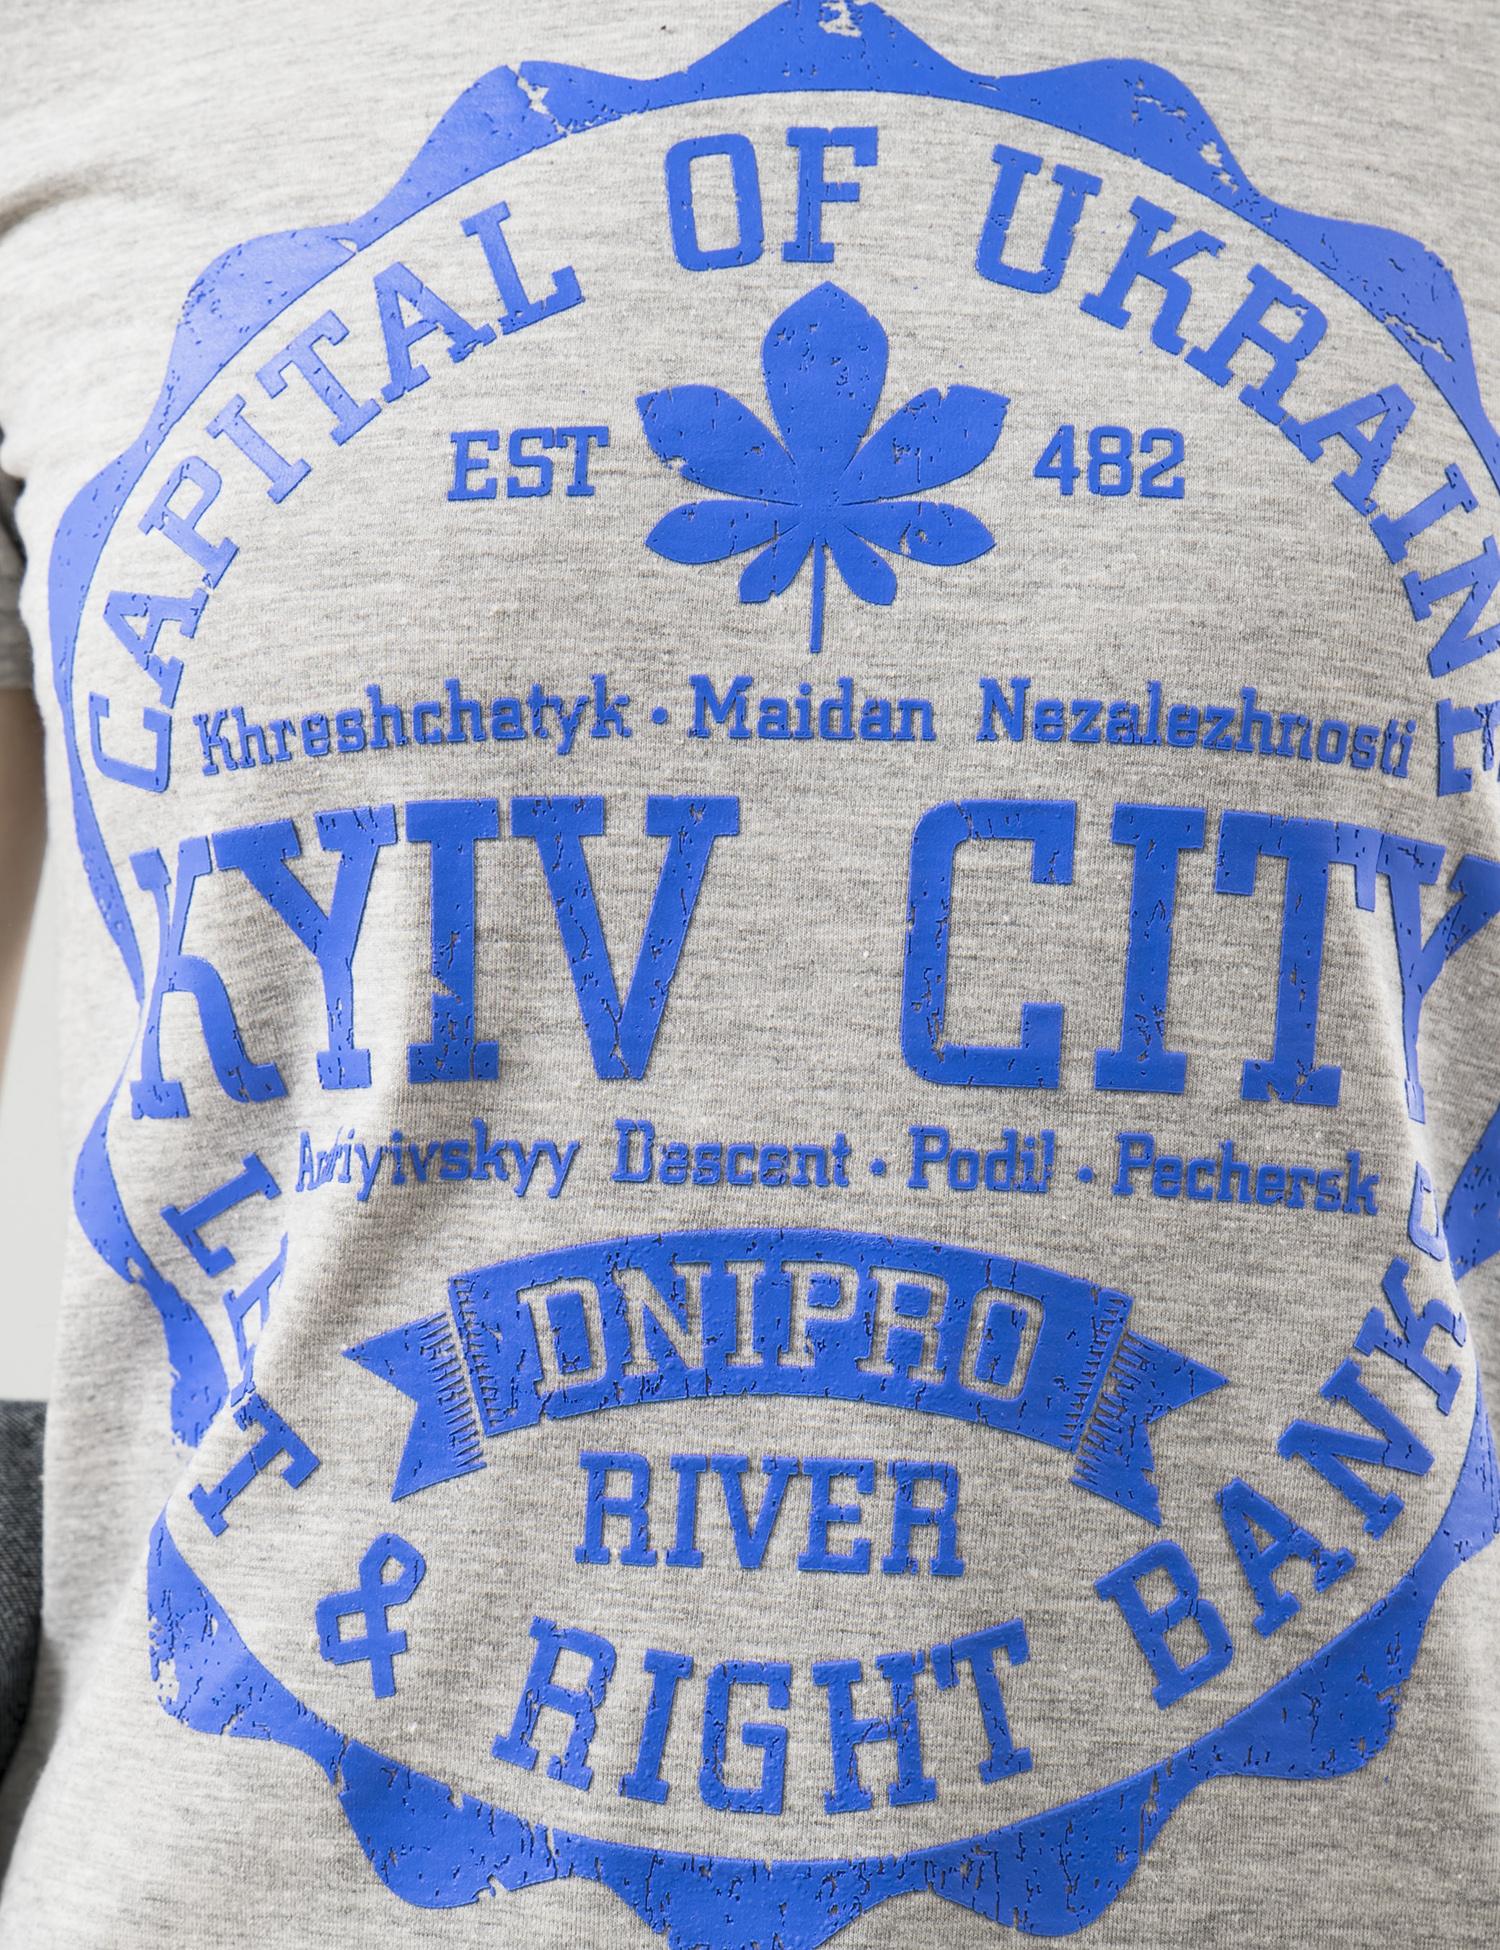 CAPITAL OF UKRAINE
EST 482
Khreshchatyk · Maidan Nezalezhnosti
KYIV CITY
Andriyivskyy Descent · Podil · Pechersk
DNIPRO
RIVER
LEFT & RIGHT BANKS